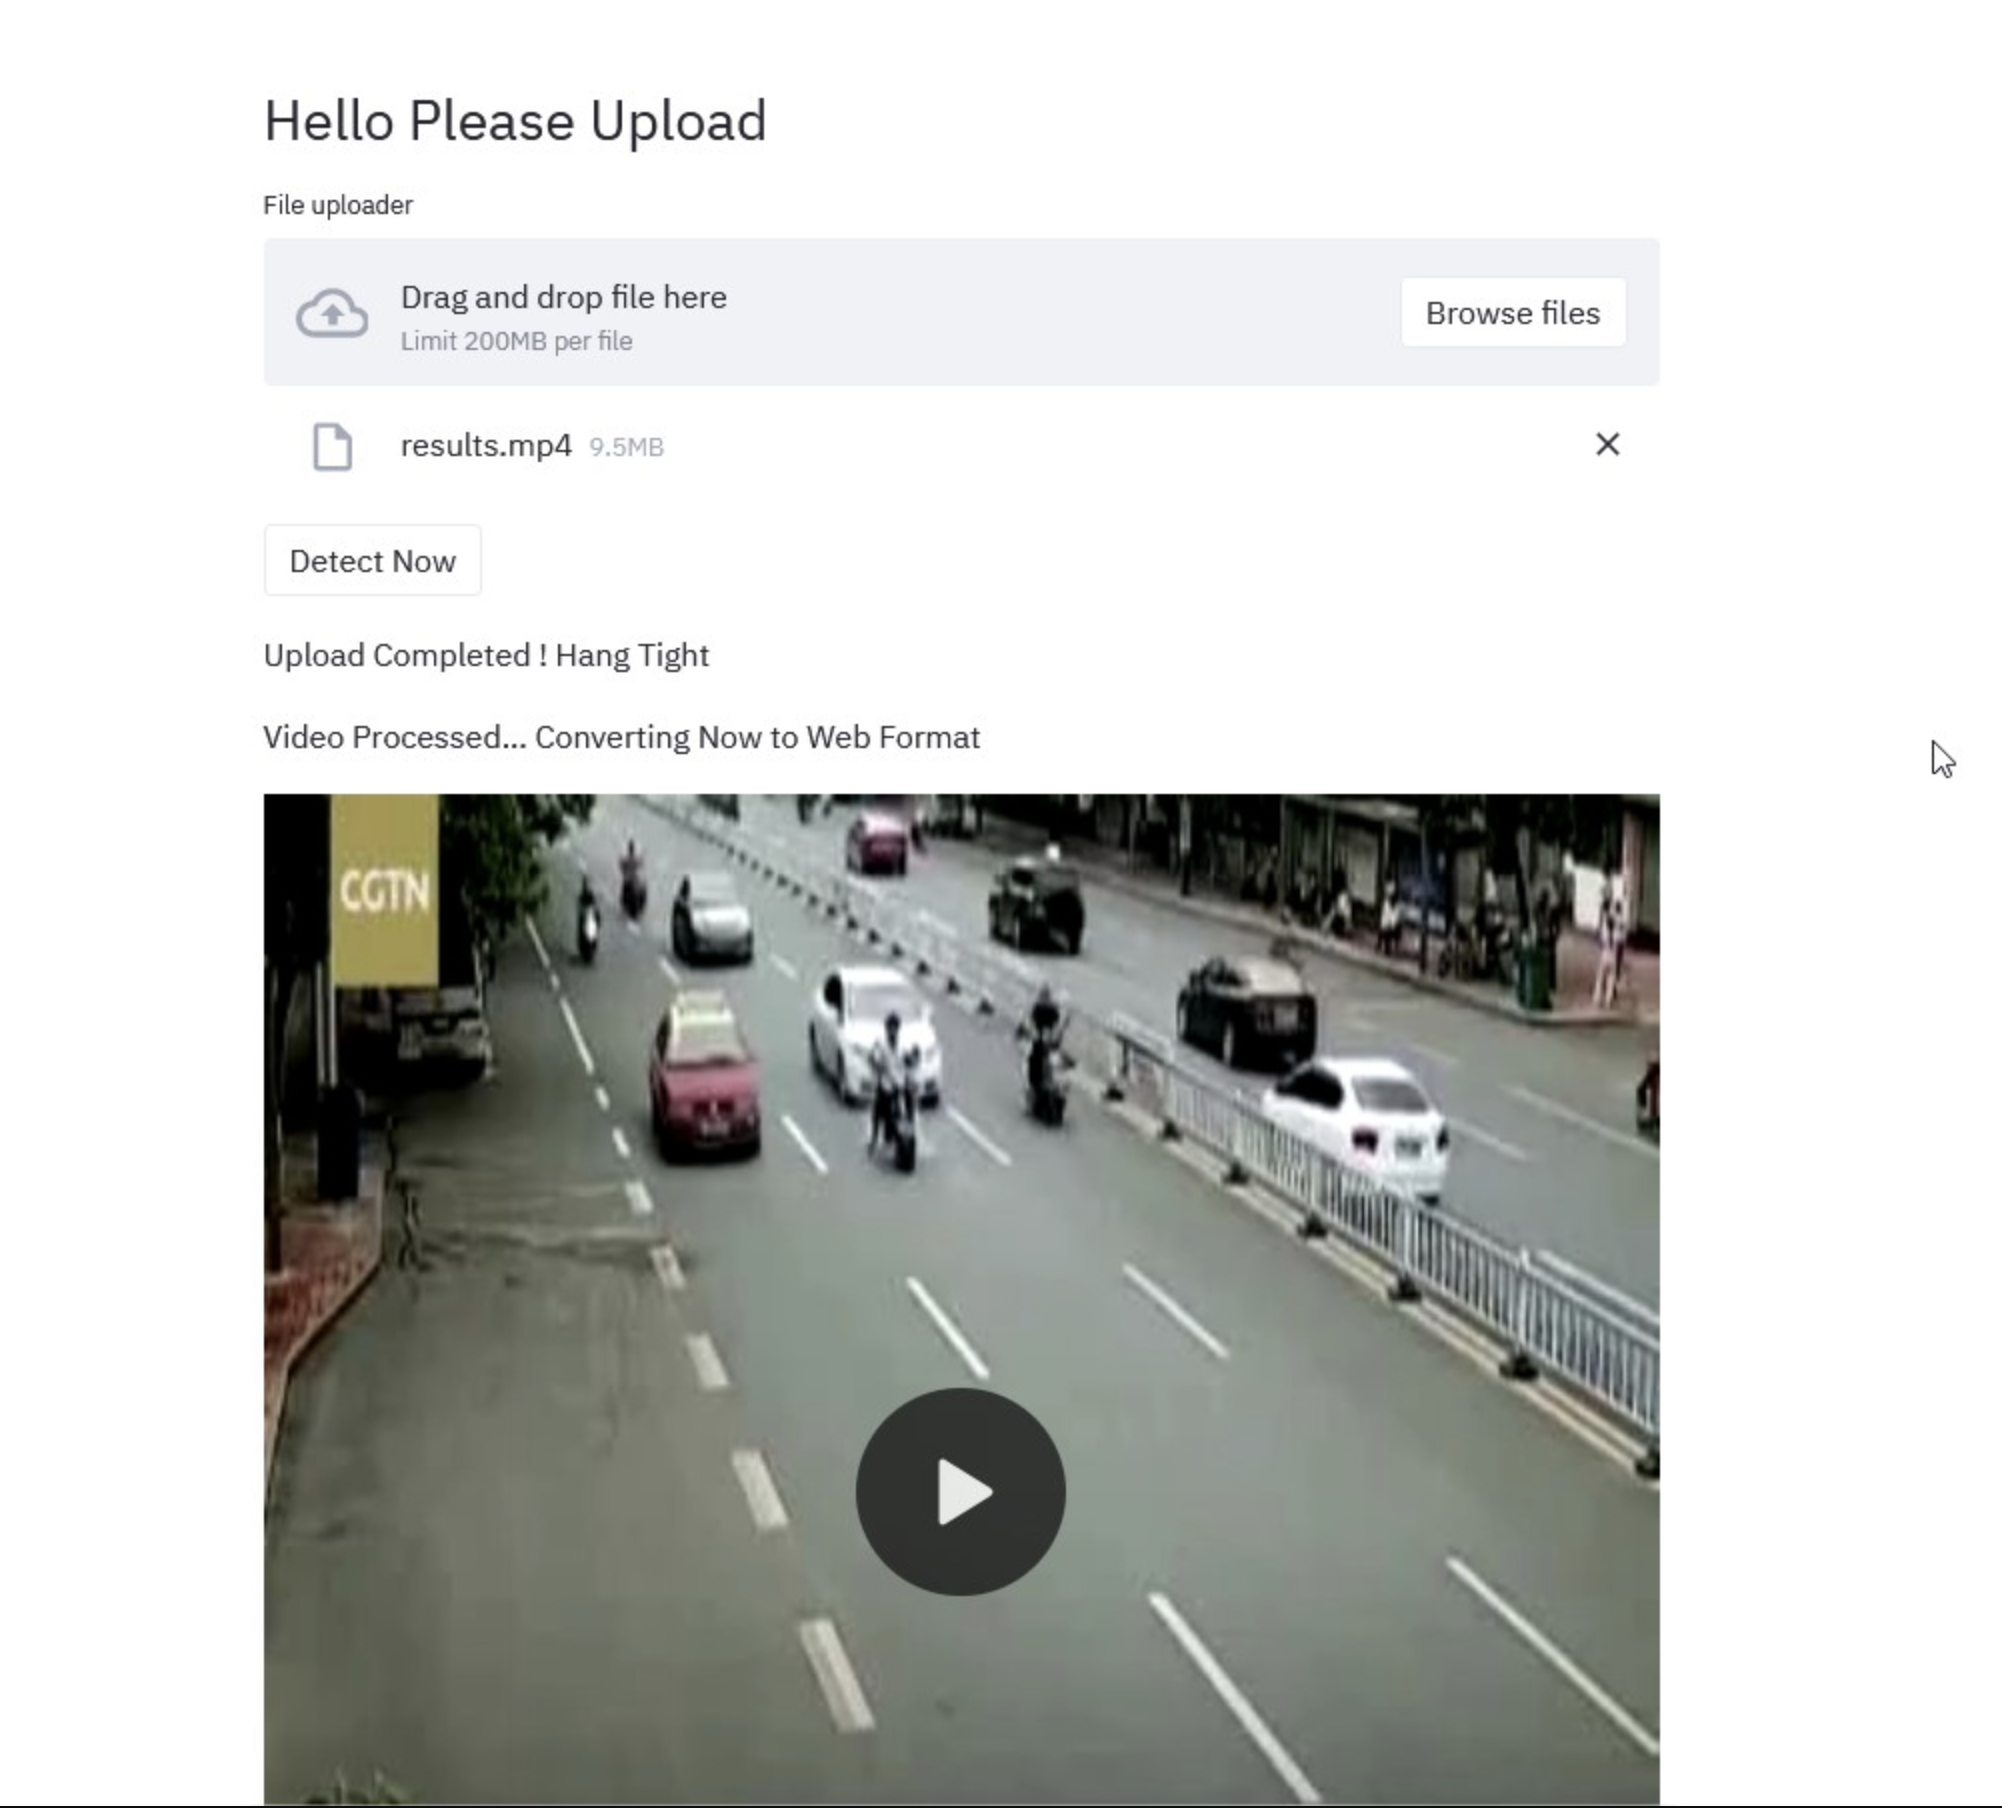 Hello Please Upload
File uploader
Drag and drop file here
Limit 200MB per file
Browse files
results.mp4 9.5MB
Detect Now
Upload Completed ! Hang Tight
Video Processed... Converting Now to Web Format
CGTN